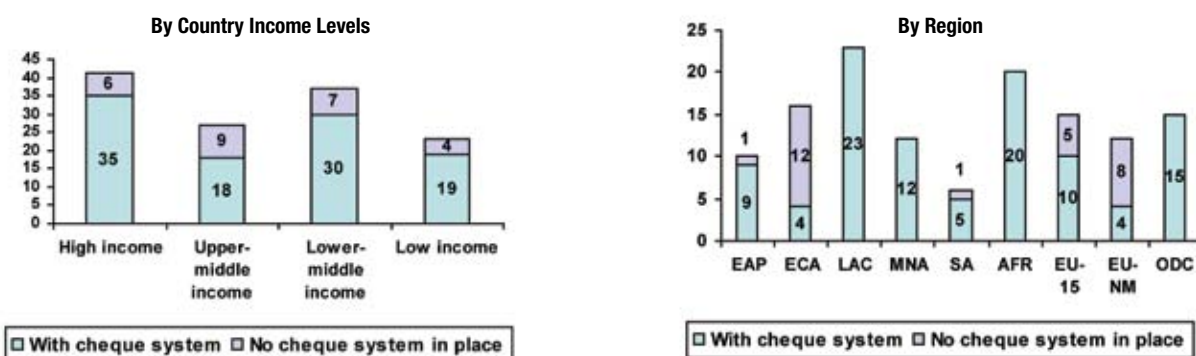 By Country Income Levels
45
40
35
30
25
20
15
10
5
0
6
35
9
18
7
30
4
19
High income
Upper-
middle
income
Lower-
middle
income
Low income
With cheque system No cheque system in place
By Region
25
20
15
10
5
0
1
9
12
4
23
12
1
5
20
5
10
8
4
15
EAP ECA LAC MNA SA AFR EU-
15 EU-
NM ODC
With cheque system No cheque system in place